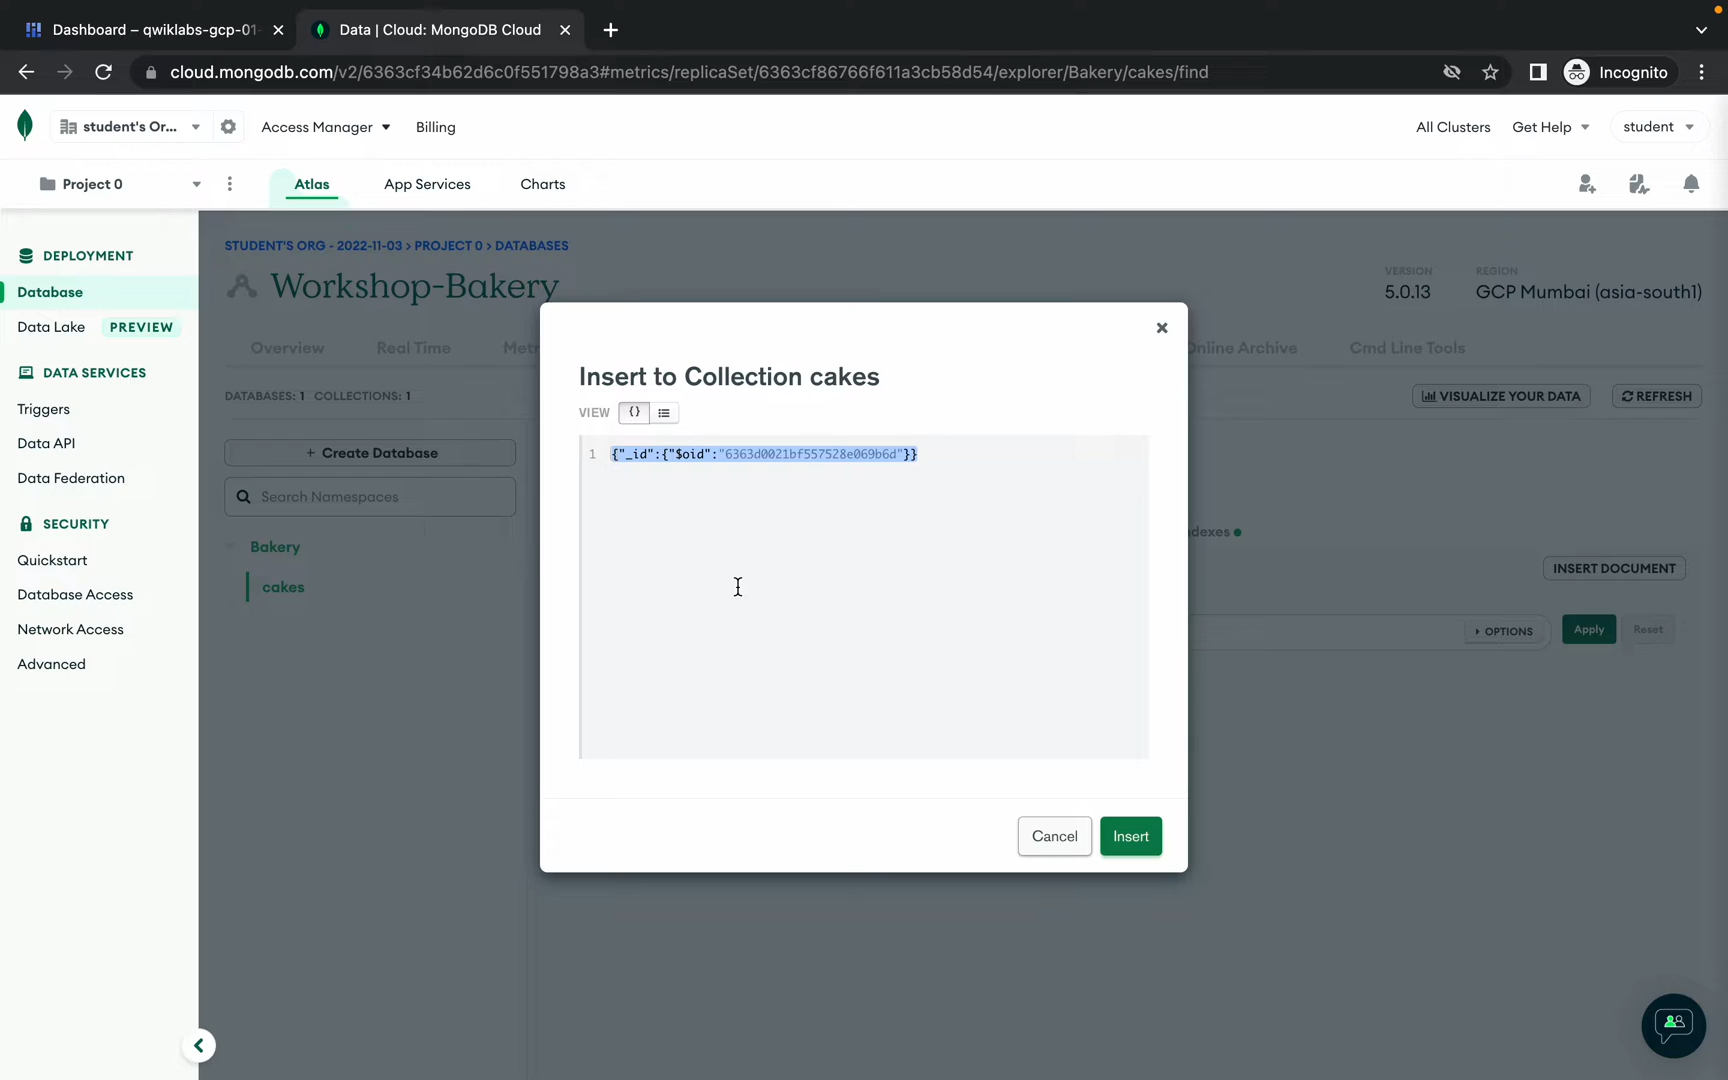 Dashboard – qwiklabs-gcp-01-
Data | Cloud: MongoDB Cloud
cloud.mongodb.com/v2/6363cf34b62d6c0f551798a3#metrics/replicaSet/6363cf86766f611a3cb58d54/explorer/Bakery/cakes/find
Incognito
student's Or...
Access Manager
Billing
All Clusters
Get Help
student
Project 0
Atlas
App Services
Charts
DEPLOYMENT
Database
Data Lake PREVIEW
DATA SERVICES
Triggers
Data API
Data Federation
SECURITY
Quickstart
Database Access
Network Access
Advanced
STUDENT'S ORG - 2022-11-03 > PROJECT 0 > DATABASES
Workshop-Bakery
VERSION
5.0.13
REGION
GCP Mumbai (asia-south1)
Overview
Real Time
Metr
Online Archive
Cmd Line Tools
DATABASES: 1 COLLECTIONS: 1
VISUALIZE YOUR DATA
REFRESH
+ Create Database
Search Namespaces
Bakery
cakes
ndexes
INSERT DOCUMENT
OPTIONS
Apply
Reset
Insert to Collection cakes
VIEW {}
1 {"_id":{"$oid":"6363d0021bf557528e069b6d"}}
Cancel
Insert